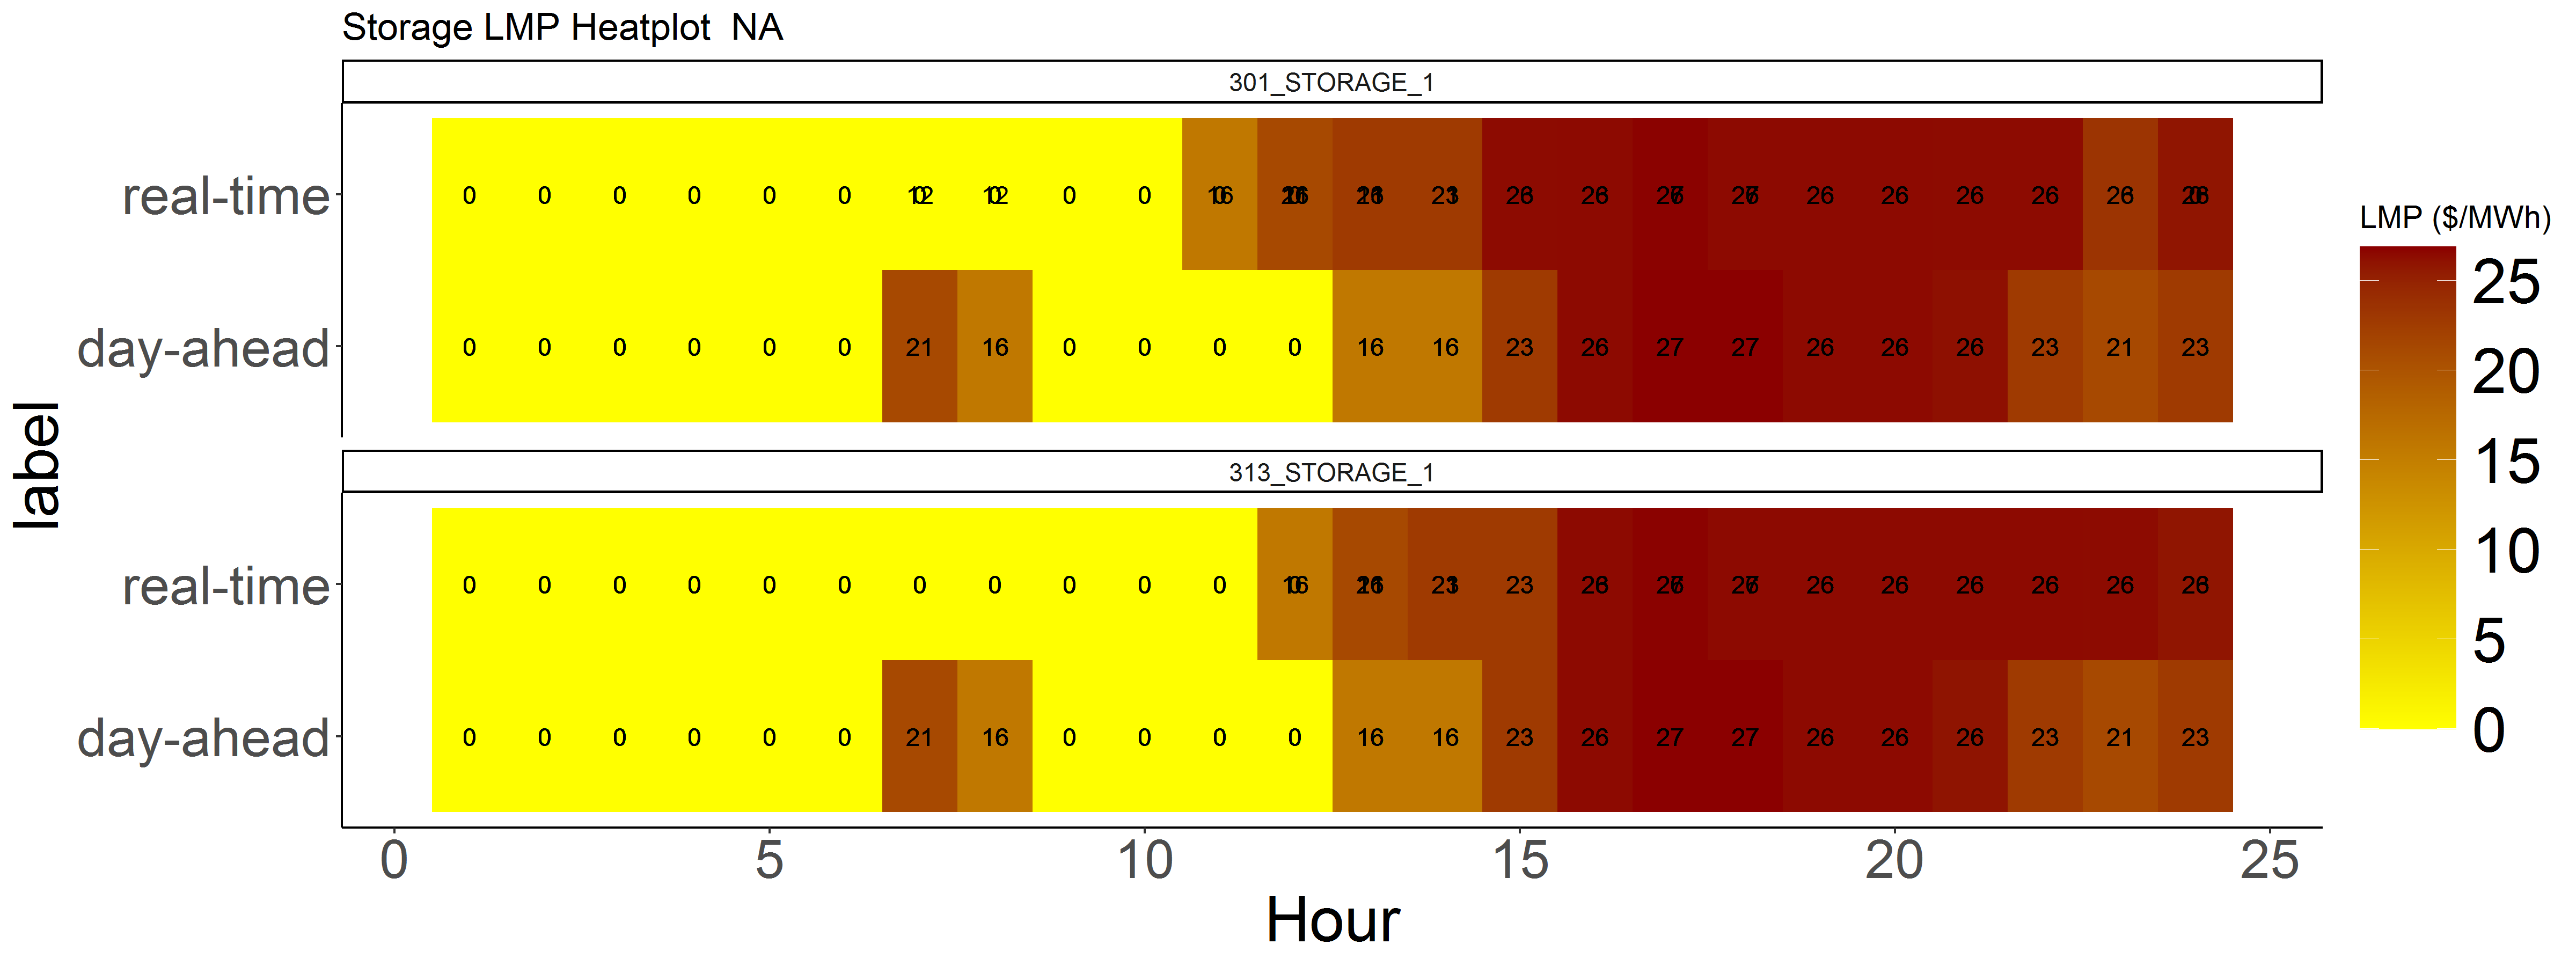 Storage LMP Heatplot NA
301_STORAGE_1
real-time
0 0 0 0 0 0 0 0 26 26 26 26
day-ahead
0 0 0 0 0 0 21 16 0 0 0 0 16 16 23 26 27 27 26 26 26 23 21 23
313_STORAGE_1
real-time
0 0 0 0 0 0 0 0 0 0 0 23 26 26 26
day-ahead
0 0 0 0 0 0 21 16 0 0 0 0 16 16 23 26 27 27 26 26 26 23 21 23
label
0 5 10 15 20 25
Hour
LMP ($/MWh)
25
20
15
10
5
0